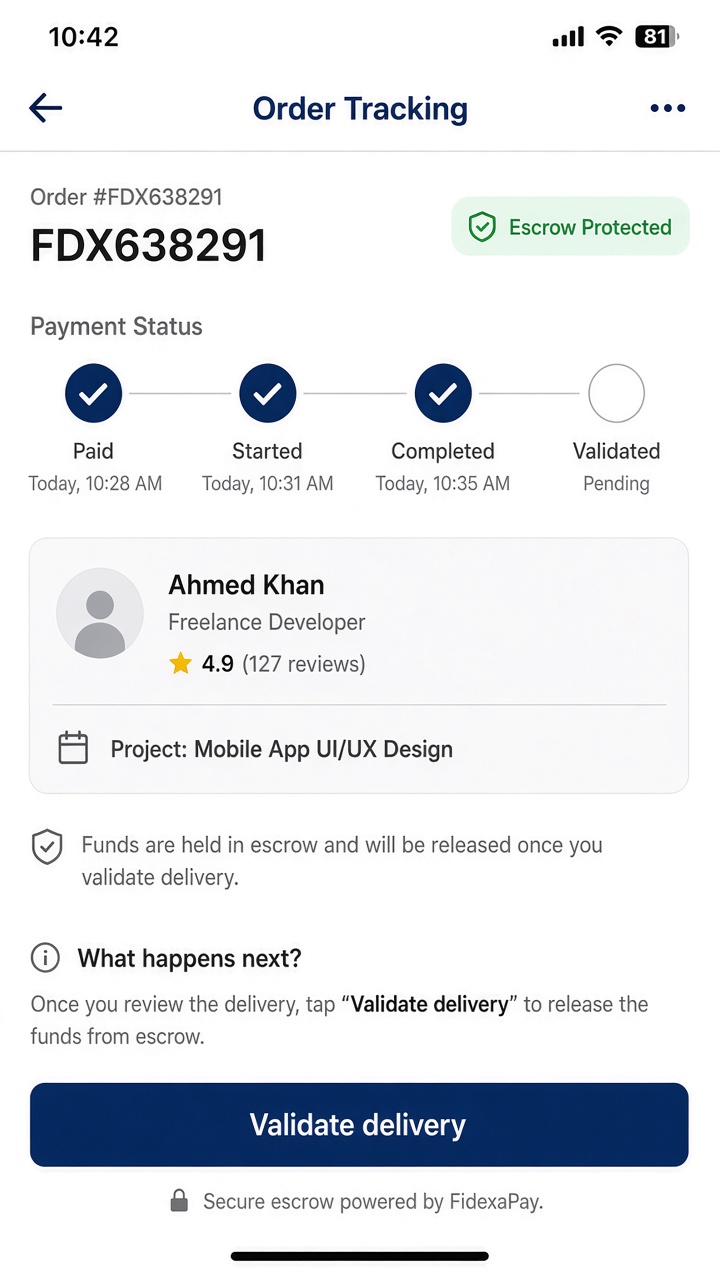 10:42
81
Order Tracking
Order #FDX638291
FDX638291
Escrow Protected
Payment Status
Paid
Started
Completed
Validated
Today, 10:28 AM
Today, 10:31 AM
Today, 10:35 AM
Pending
Ahmed Khan
Freelance Developer
4.9 (127 reviews)
Project: Mobile App UI/UX Design
Funds are held in escrow and will be released once you
validate delivery.
What happens next?
Once you review the delivery, tap “Validate delivery” to release the
funds from escrow.
Validate delivery
Secure escrow powered by FidexaPay.